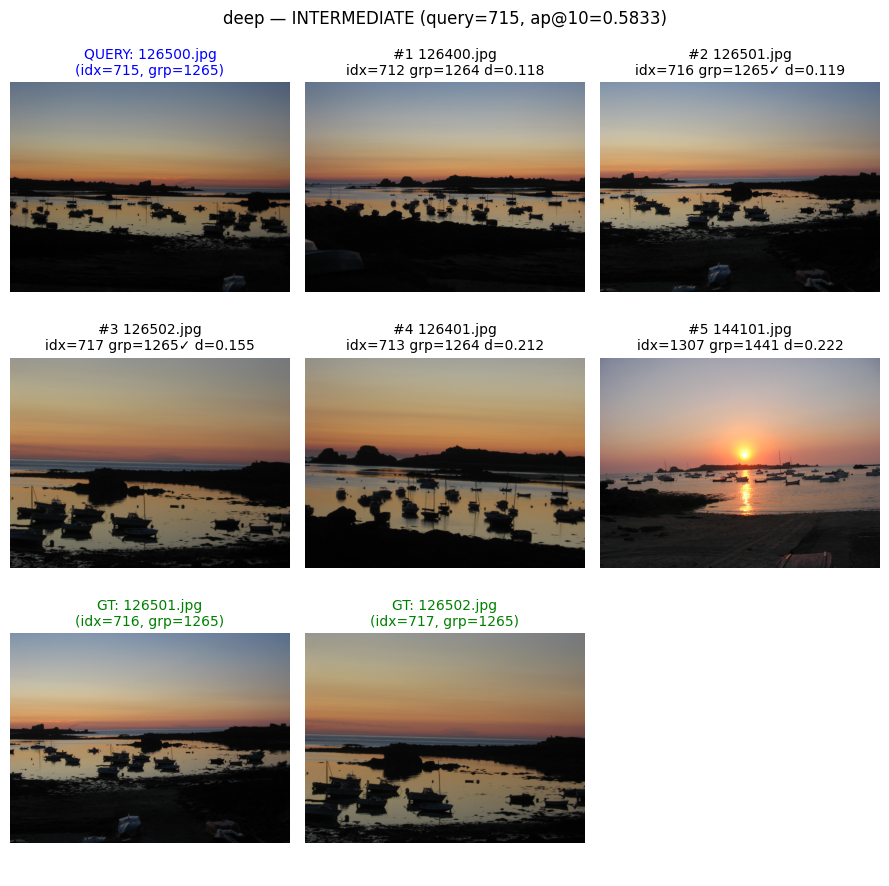 deep — INTERMEDIATE (query=715, ap@10=0.5833)
QUERY: 126500.jpg
(idx=715, grp=1265)
#1 126400.jpg
idx=712 grp=1264 d=0.118
#2 126501.jpg
idx=716 grp=1265✓ d=0.119
#3 126502.jpg
idx=717 grp=1265✓ d=0.155
#4 126401.jpg
idx=713 grp=1264 d=0.212
#5 144101.jpg
idx=1307 grp=1441 d=0.222
GT: 126501.jpg
(idx=716, grp=1265)
GT: 126502.jpg
(idx=717, grp=1265)